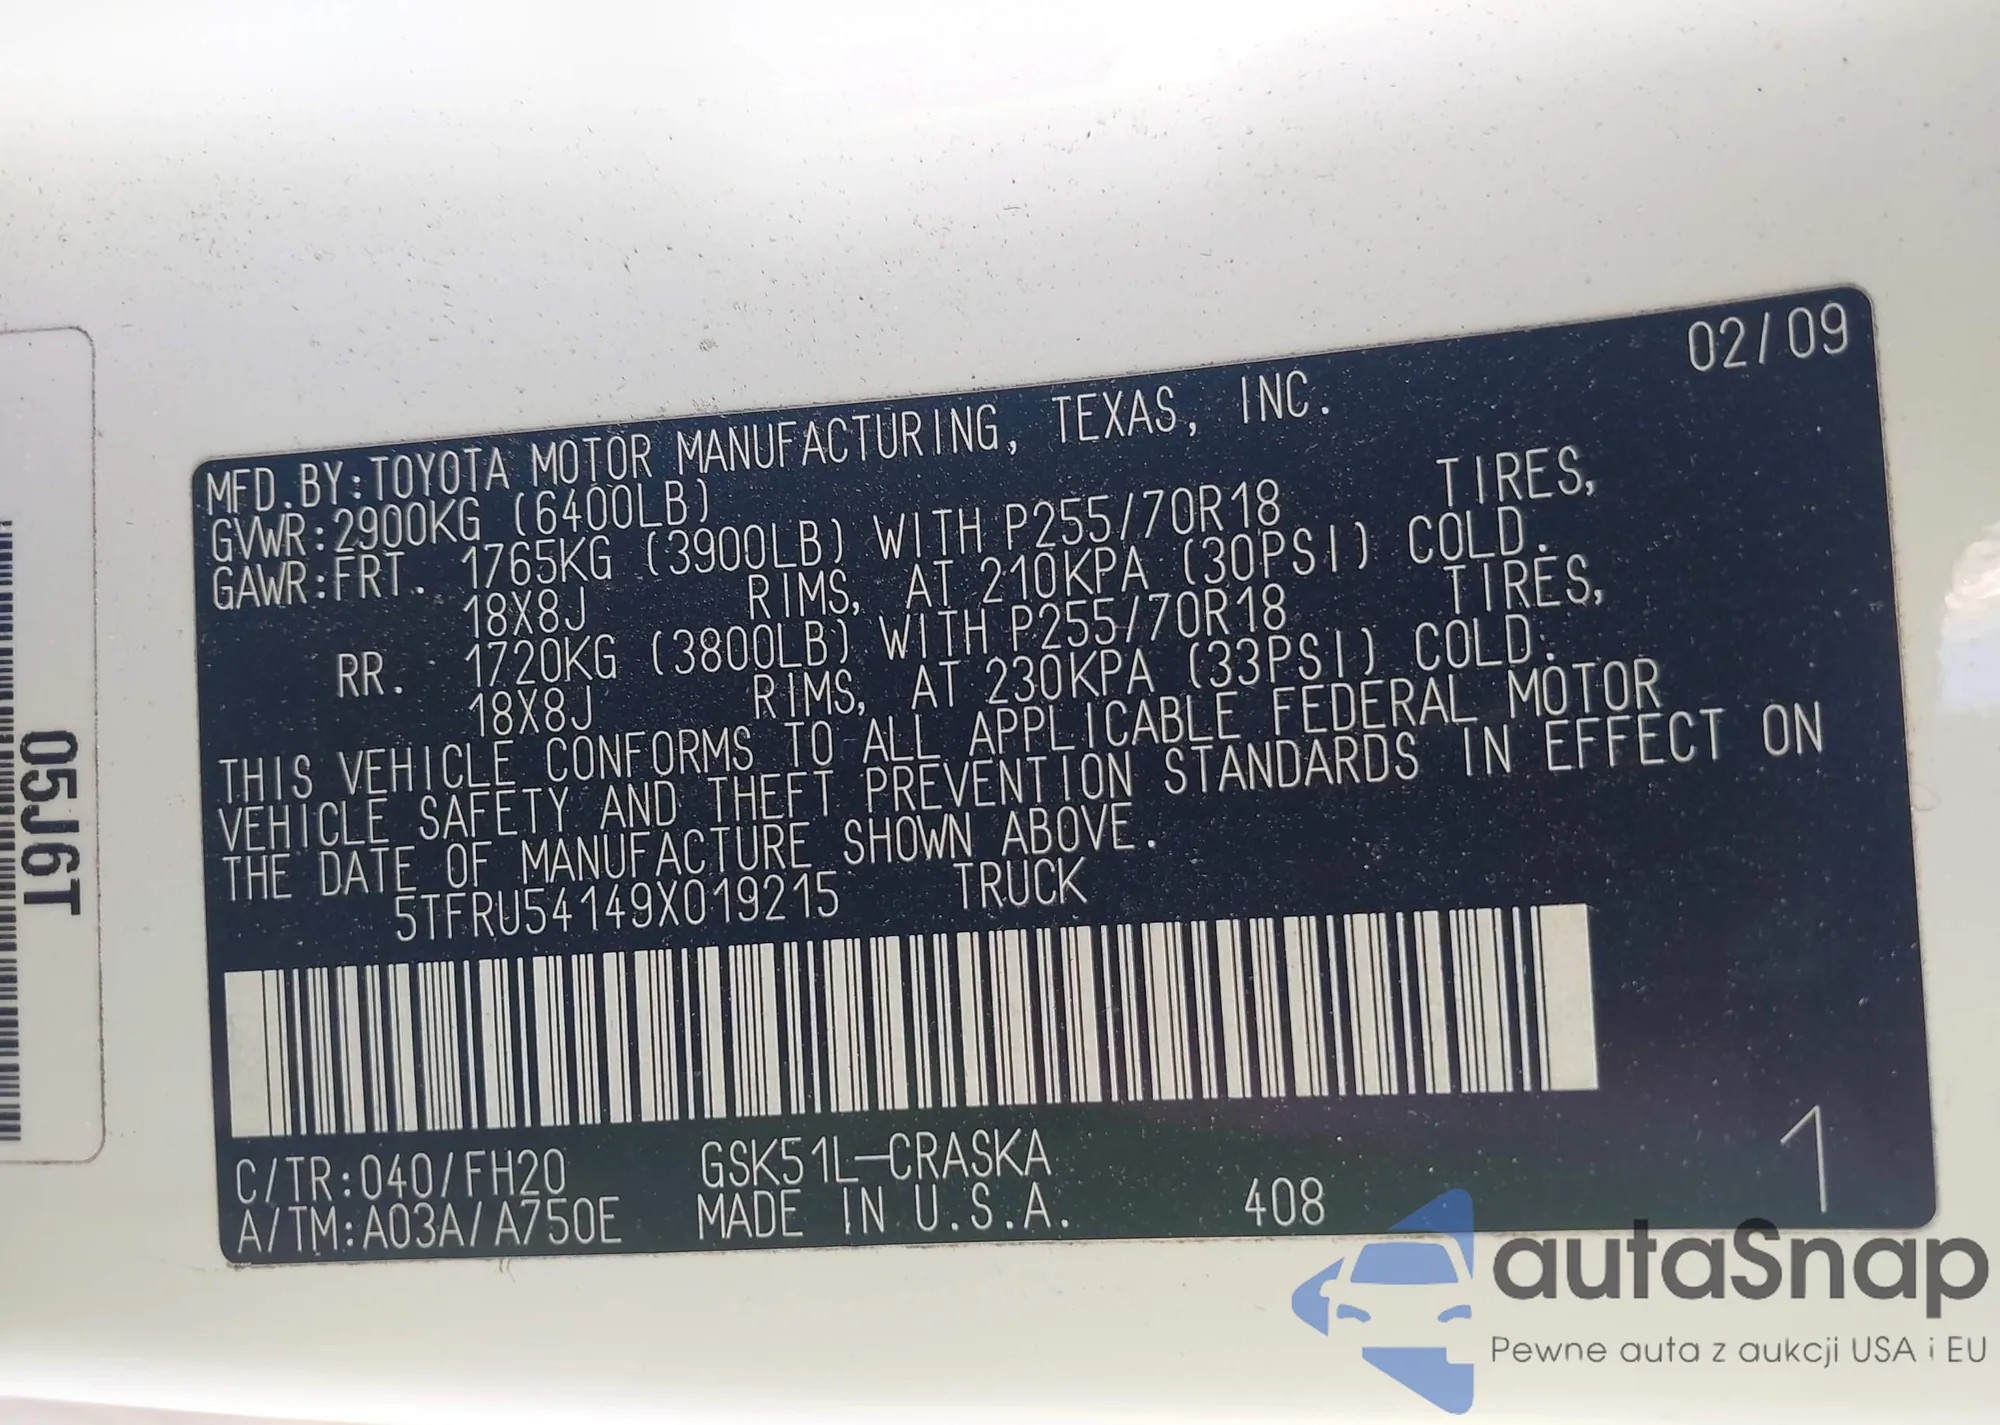 02/09
MFD.BY:TOYOTA MOTOR MANUFACTURING, TEXAS, INC.
GVWR:2900KG (6400LB)
GAWR:FRT. 1765KG (3900LB) WITH P255/70R18 TIRES,
18X8J RIMS, AT 210KPA (30PSI) COLD.
RR. 1720KG (3800LB) WITH P255/70R18 TIRES,
18X8J RIMS, AT 230KPA (33PSI) COLD.
THIS VEHICLE CONFORMS TO ALL APPLICABLE FEDERAL MOTOR
VEHICLE SAFETY AND THEFT PREVENTION STANDARDS IN EFFECT ON
THE DATE OF MANUFACTURE SHOWN ABOVE.
5TFRU54149X019215 TRUCK
C/TR:040/FH20 GSK51L-CRASKA
A/TM:A03A/A750E MADE IN U.S.A. 408
1
05J6T
autaSnap
Pewne auta z aukcji USA i EU